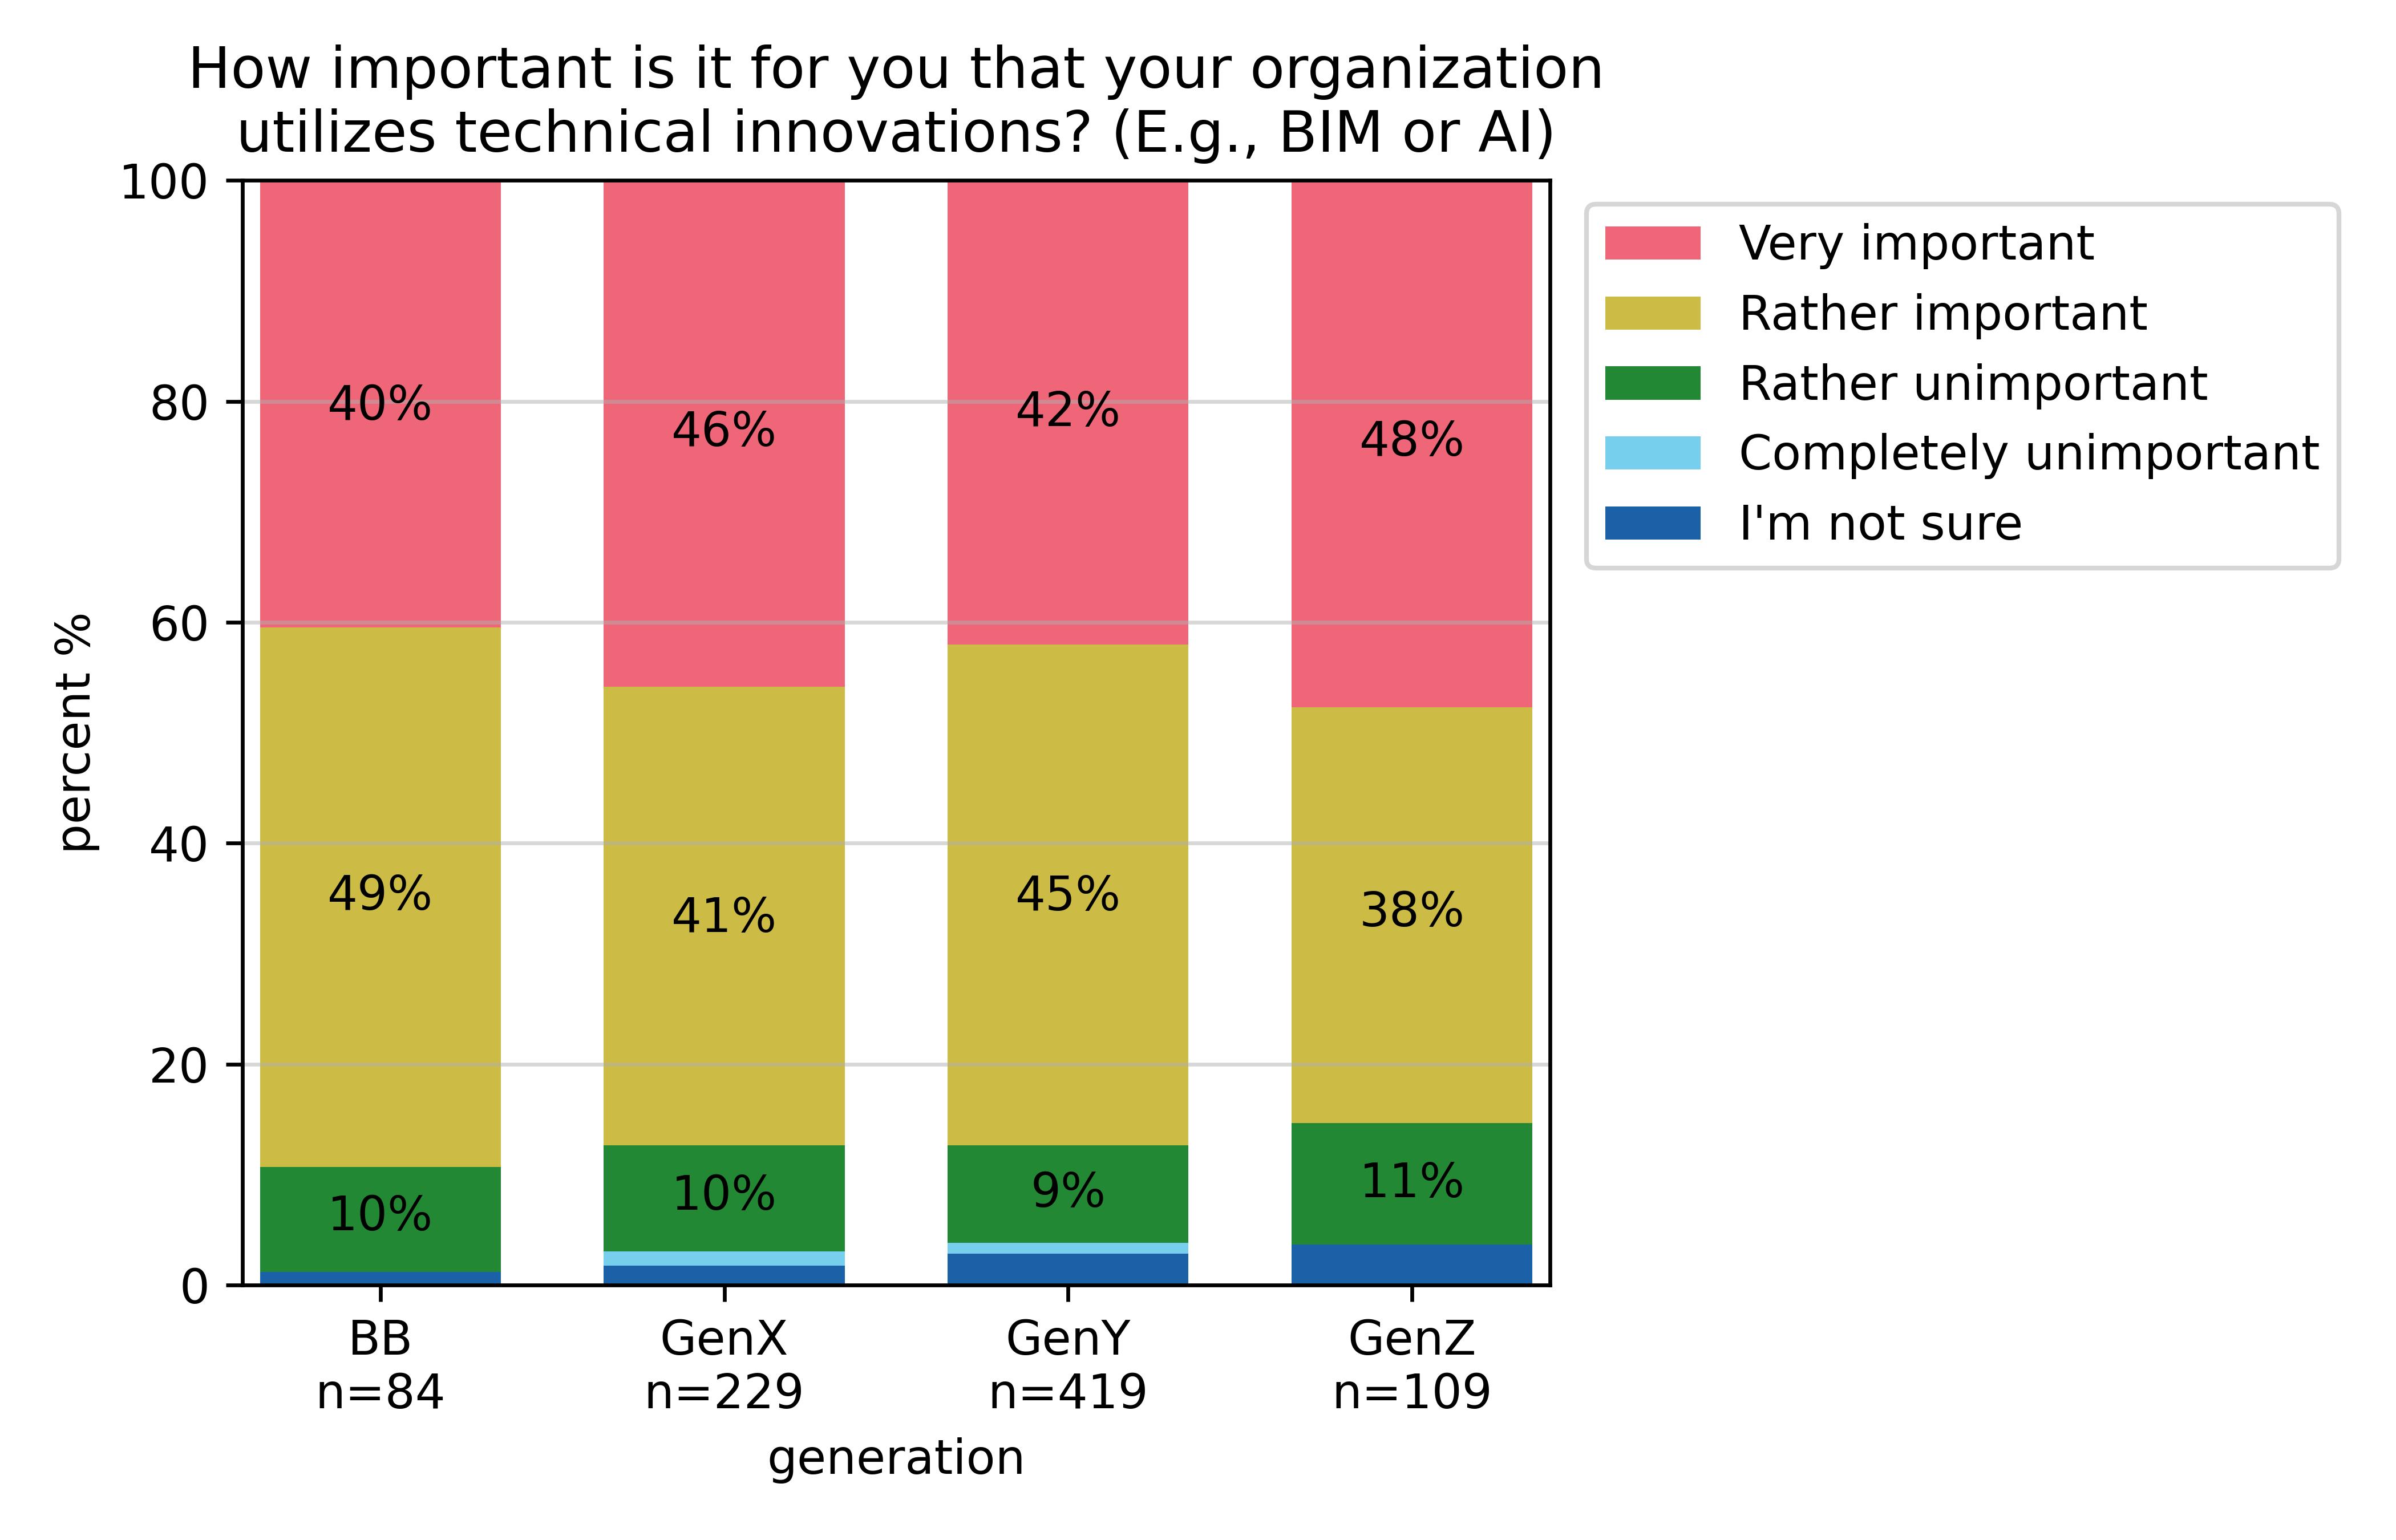 How important is it for you that your organization
utilizes technical innovations? (E.g., BIM or AI)
100
80
60
40
20
0
percent %
40%
46%
42%
48%
49%
41%
45%
38%
10%
10%
9%
11%
BB
n=84
GenX
n=229
GenY
n=419
GenZ
n=109
generation
Very important
Rather important
Rather unimportant
Completely unimportant
I'm not sure